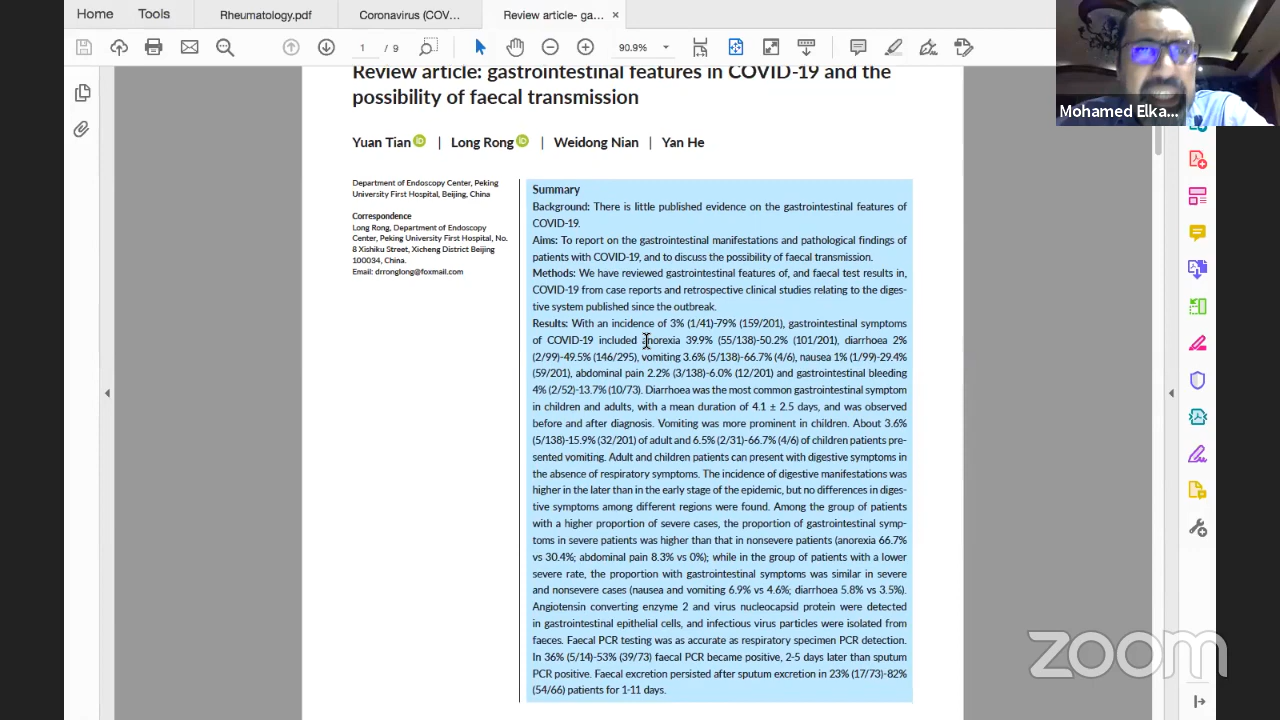 Home
Tools
Rheumatology.pdf
Coronavirus (COV...
Review article- ga...
1 / 9
90.9%
Mohamed Elka...
Review article: gastrointestinal features in COVID-19 and the
possibility of faecal transmission
Yuan Tian | Long Rong | Weidong Nian | Yan He
Department of Endoscopy Center, Peking
University First Hospital, Beijing, China
Correspondence
Long Rong, Department of Endoscopy
Center, Peking University First Hospital, No.
8 Xishiku Street, Xicheng District Beijing
100034, China.
Email: drronglong@foxmail.com
Summary
Background: There is little published evidence on the gastrointestinal features of
COVID-19.
Aims: To report on the gastrointestinal manifestations and pathological findings of
patients with COVID-19, and to discuss the possibility of faecal transmission.
Methods: We have reviewed gastrointestinal features of, and faecal test results in,
COVID-19 from case reports and retrospective clinical studies relating to the diges-
tive system published since the outbreak.
Results: With an incidence of 3% (1/41)-79% (159/201), gastrointestinal symptoms
of COVID-19 included anorexia 39.9% (55/138)-50.2% (101/201), diarrhoea 2%
(2/99)-49.5% (146/295), vomiting 3.6% (5/138)-66.7% (4/6), nausea 1% (1/99)-29.4%
(59/201), abdominal pain 2.2% (3/138)-6.0% (12/201) and gastrointestinal bleeding
4% (2/52)-13.7% (10/73). Diarrhoea was the most common gastrointestinal symptom
in children and adults, with a mean duration of 4.1 ± 2.5 days, and was observed
before and after diagnosis. Vomiting was more prominent in children. About 3.6%
(5/138)-15.9% (32/201) of adult and 6.5% (2/31)-66.7% (4/6) of children patients pre-
sented vomiting. Adult and children patients can present with digestive symptoms in
the absence of respiratory symptoms. The incidence of digestive manifestations was
higher in the later than in the early stage of the epidemic, but no differences in diges-
tive symptoms among different regions were found. Among the group of patients
with a higher proportion of severe cases, the proportion of gastrointestinal symp-
toms in severe patients was higher than that in nonsevere patients (anorexia 66.7%
vs 30.4%; abdominal pain 8.3% vs 0%); while in the group of patients with a lower
severe rate, the proportion with gastrointestinal symptoms was similar in severe
and nonsevere cases (nausea and vomiting 6.9% vs 4.6%; diarrhoea 5.8% vs 3.5%).
Angiotensin converting enzyme 2 and virus nucleocapsid protein were detected
in gastrointestinal epithelial cells, and infectious virus particles were isolated from
faeces. Faecal PCR testing was as accurate as respiratory specimen PCR detection.
In 36% (5/14)-53% (39/73) faecal PCR became positive, 2-5 days later than sputum
PCR positive. Faecal excretion persisted after sputum excretion in 23% (17/73)-82%
(54/66) patients for 1-11 days.
zoom